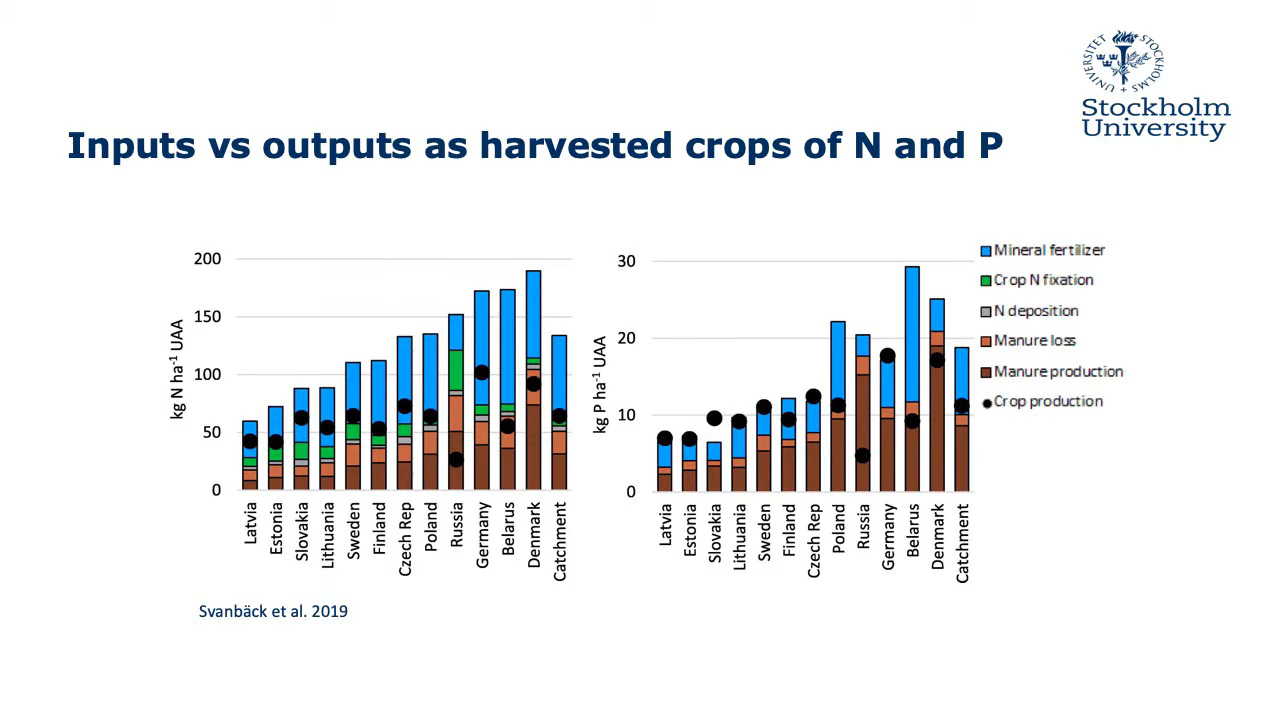 UNIVERSITET STOCKHOLMS
Stockholm
University
Inputs vs outputs as harvested crops of N and P
kg N ha-1 UAA
200
150
100
50
0
Latvia
Estonia
Slovakia
Lithuania
Sweden
Finland
Czech Rep
Poland
Russia
Germany
Belarus
Denmark
Catchment
kg P ha-1 UAA
30
20
10
0
Latvia
Estonia
Slovakia
Lithuania
Sweden
Finland
Czech Rep
Poland
Russia
Germany
Belarus
Denmark
Catchment
Mineral fertilizer
Crop N fixation
N deposition
Manure loss
Manure production
Crop production
Svanbäck et al. 2019